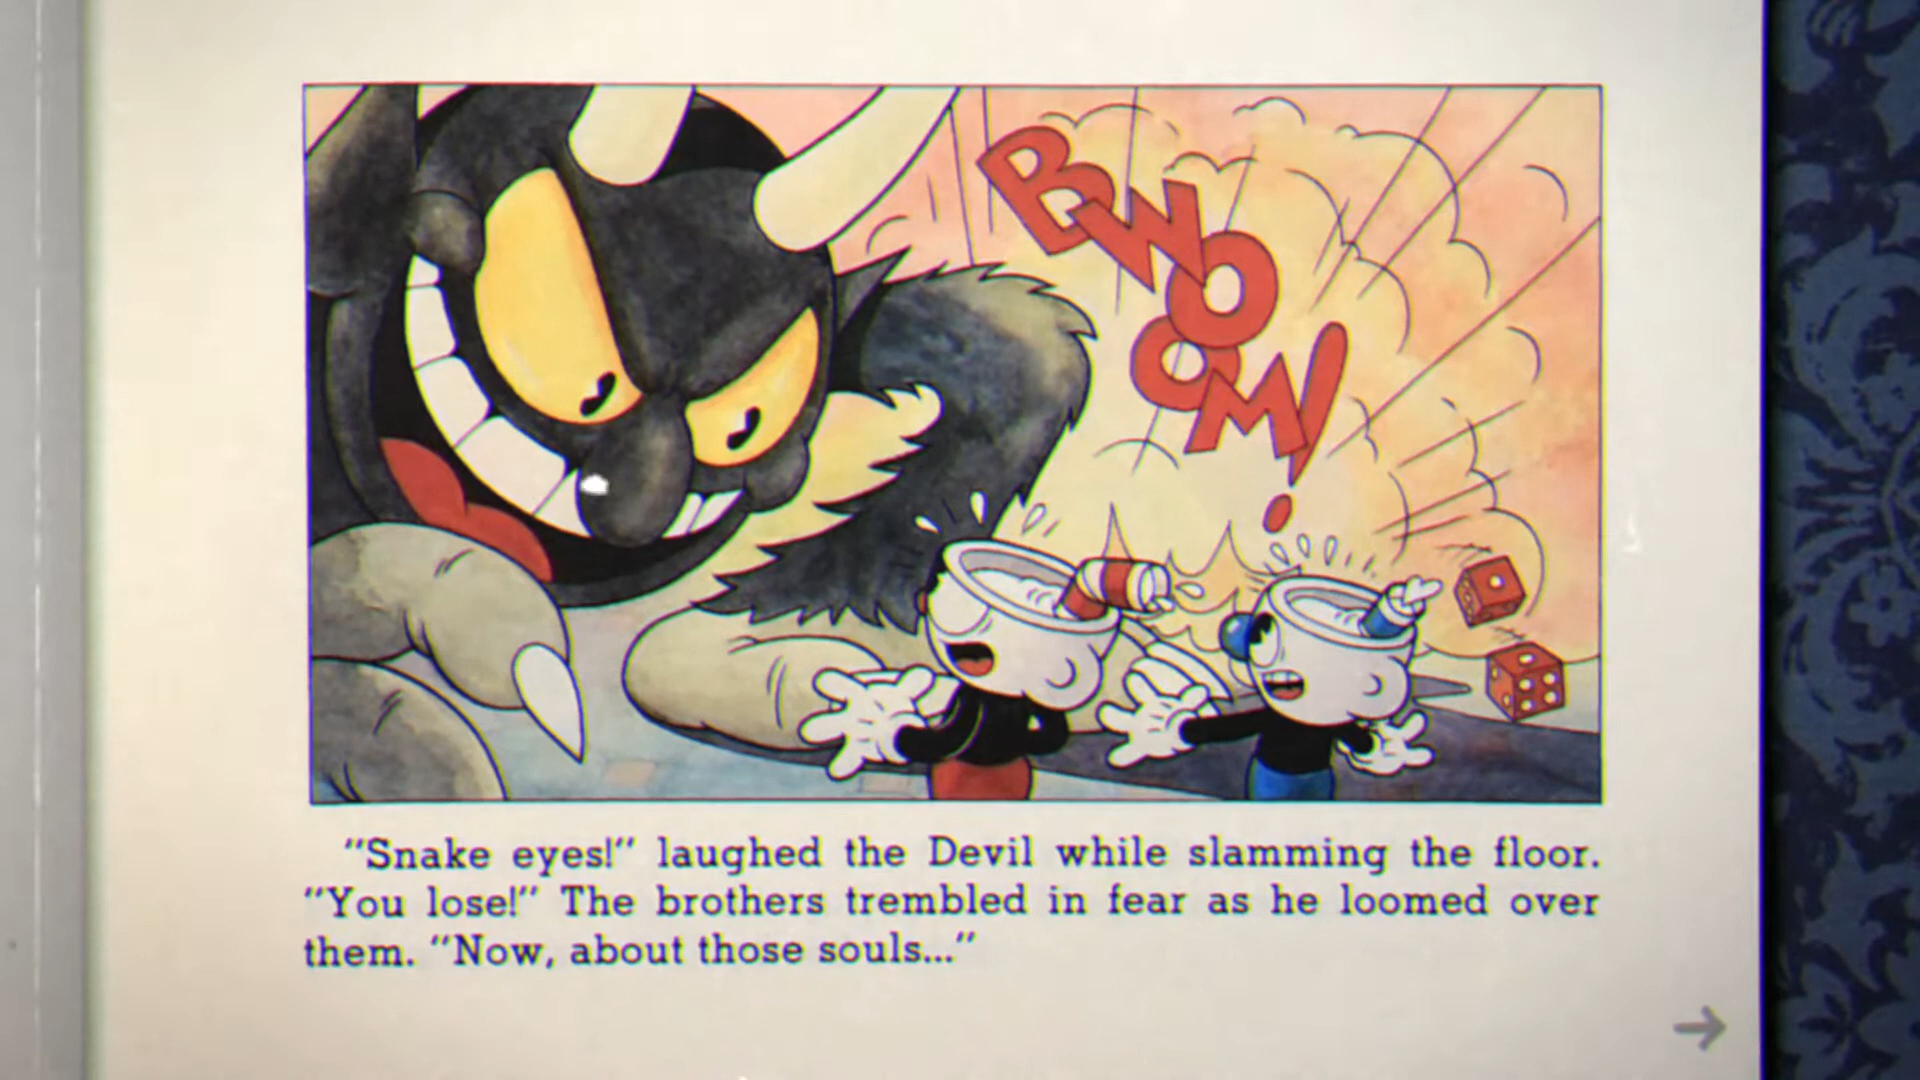 BWOOM!
"Snake eyes!" laughed the Devil while slamming the floor.
"You lose!" The brothers trembled in fear as he loomed over
them. "Now, about those souls..."